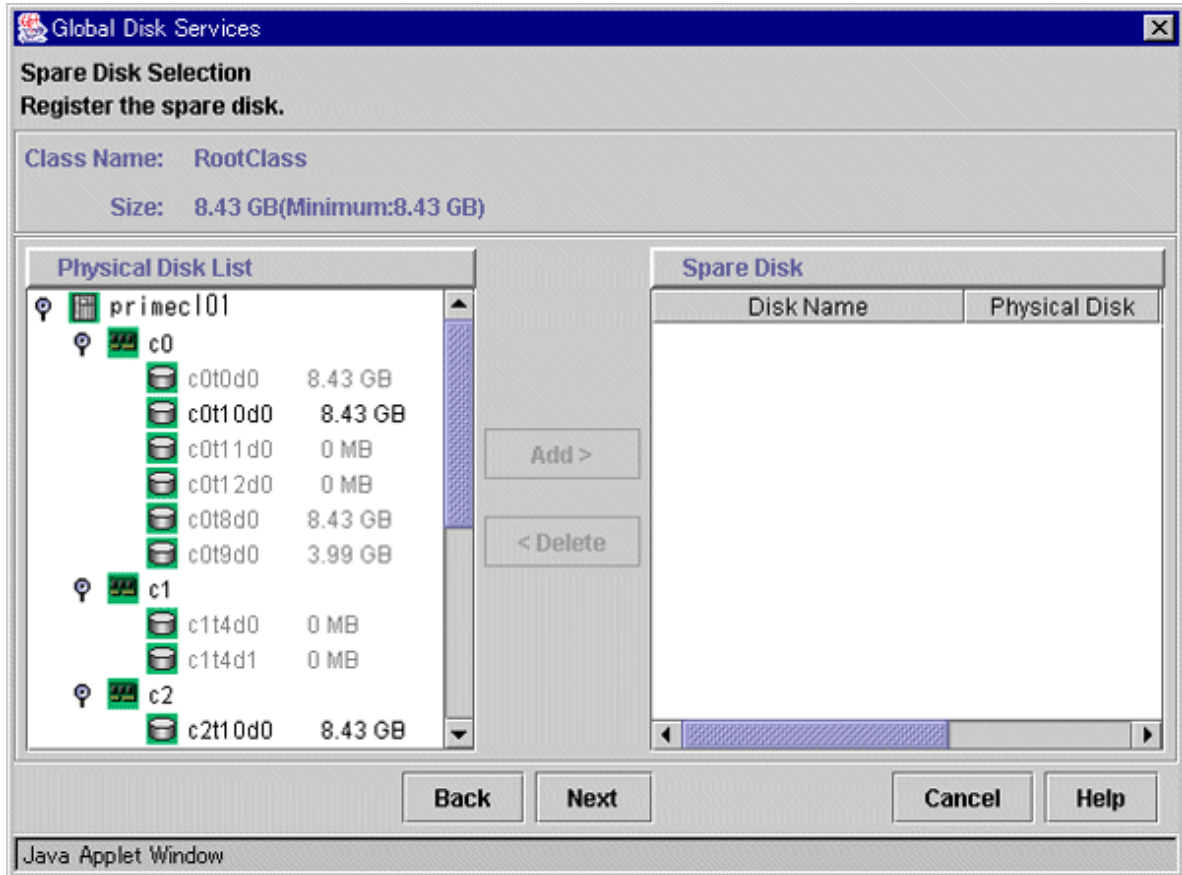 Global Disk Services
Spare Disk Selection
Register the spare disk.
Class Name: RootClass
Size: 8.43 GB(Minimum:8.43 GB)
Physical Disk List
primecl01
c0
c0t0d0 8.43 GB
c0t10d0 8.43 GB
c0t11d0 0 MB
c0t12d0 0 MB
c0t8d0 8.43 GB
c0t9d0 3.99 GB
c1
c1t4d0 0 MB
c1t4d1 0 MB
c2
c2t10d0 8.43 GB
Add >
< Delete
Spare Disk
Disk Name Physical Disk
Back Next Cancel Help
Java Applet Window